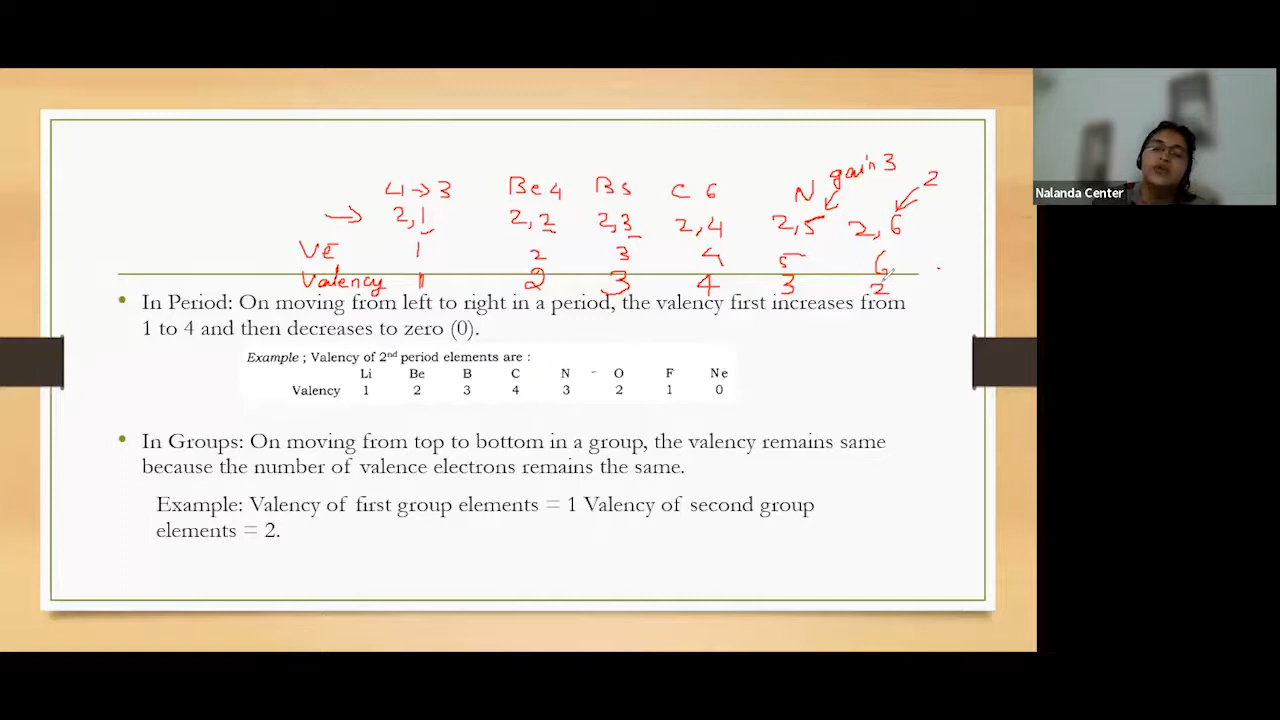 Li → 3 Be 4 B 5 C 6 N gain 3 2
→ 2,1 2,2 2,3 2,4 2,5 2,6
VE, 1 2 3 4 5 6
Valency 1 2 3 4 3 2
• In Period: On moving from left to right in a period, the valency first increases from
1 to 4 and then decreases to zero (0).
Example ; Valency of 2nd period elements are :
Li Be B C N - O F Ne
Valency 1 2 3 4 3 2 1 0
• In Groups: On moving from top to bottom in a group, the valency remains same
because the number of valence electrons remains the same.
Example: Valency of first group elements = 1 Valency of second group
elements = 2.
Nalanda Center